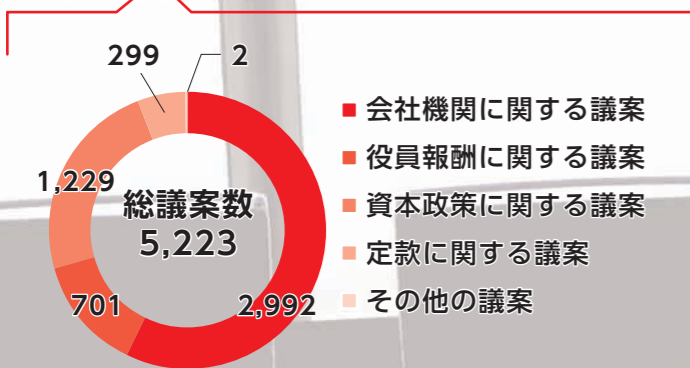 299
2
1,229
総議案数
5,223
701
2,992
会社機関に関する議案
役員報酬に関する議案
資本政策に関する議案
定款に関する議案
その他の議案